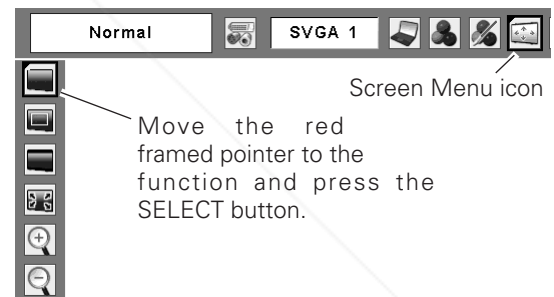 Normal SVGA 1
Screen Menu icon
Move the red
framed pointer to the
function and press the
SELECT button.